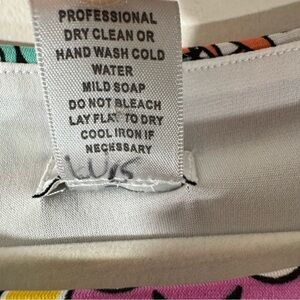 PROFESSIONAL
DRY CLEAN OR
HAND WASH COLD
WATER
MILD SOAP
DO NOT BLEACH
LAY FLAT TO DRY
COOL IRON IF
NECESSARY